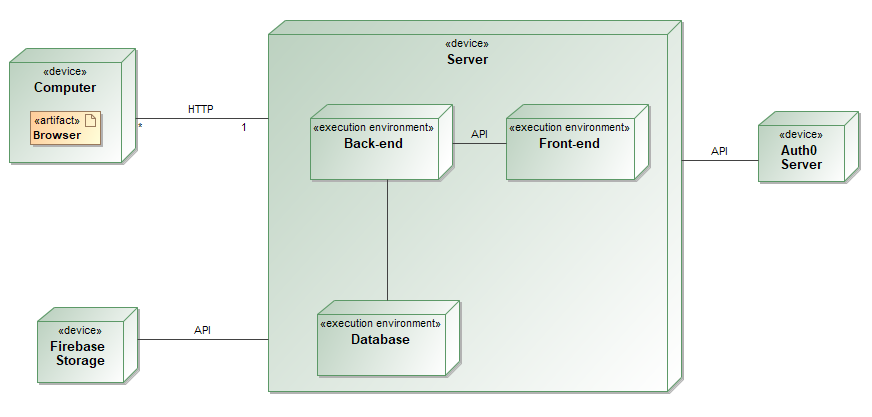 «device»
Server
«device»
Computer
«artifact»
Browser
HTTP
*
1
«execution environment»
Back-end
API
«execution environment»
Front-end
API
«device»
Auth0
Server
«device»
Firebase
Storage
API
«execution environment»
Database